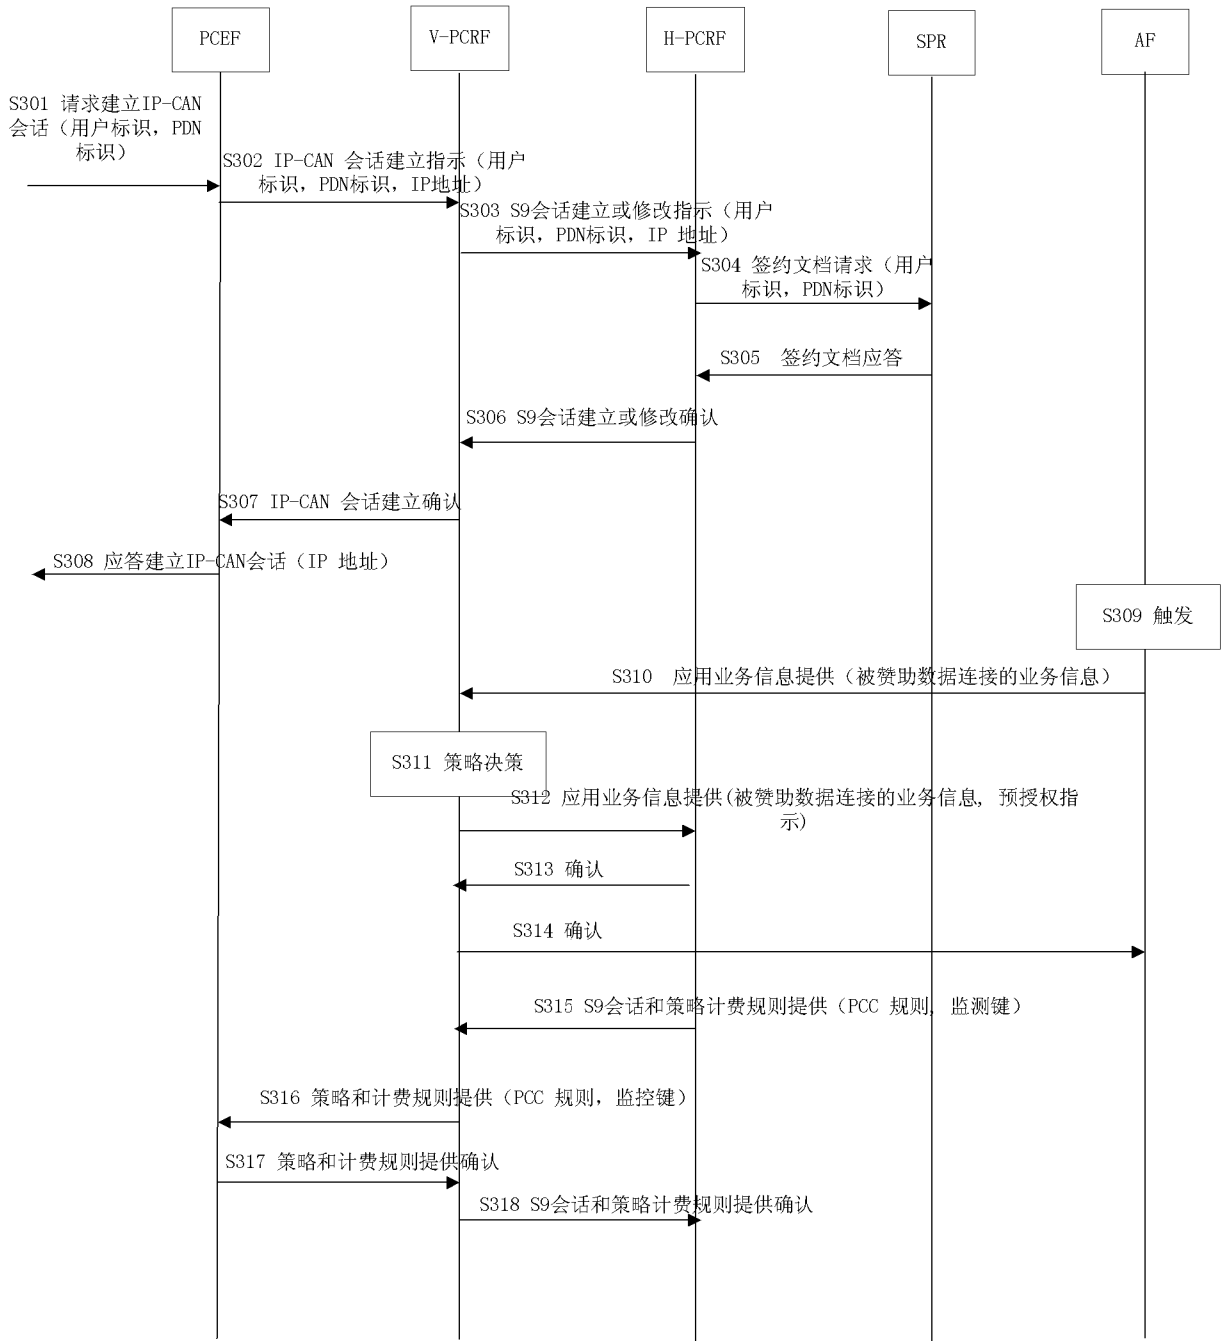 PCEF
V-PCRF
H-PCRF
SPR
AF
S301 请求建立IP-CAN
会话（用户标识，PDN
标识）
S302 IP-CAN 会话建立指示（用户
标识，PDN标识，IP地址）
S303 S9会话建立或修改指示（用户
标识，PDN标识，IP 地址）
S304 签约文档请求（用户
标识，PDN标识）
S305 签约文档应答
S306 S9会话建立或修改确认
S307 IP-CAN 会话建立确认
S308 应答建立IP-CAN会话（IP 地址）
S309 触发
S310 应用业务信息提供（被赞助数据连接的业务信息）
S311 策略决策
S312 应用业务信息提供(被赞助数据连接的业务信息, 预授权指
示)
S313 确认
S314 确认
S315 S9会话和策略计费规则提供（PCC 规则, 监测键）
S316 策略和计费规则提供（PCC 规则，监控键）
S317 策略和计费规则提供确认
S318 S9会话和策略计费规则提供确认